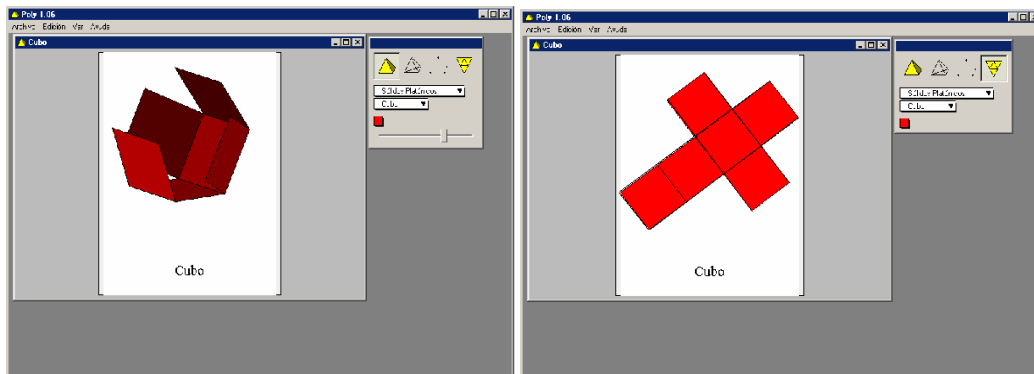 Poly 1.06
Archivo Edición Ver Ayuda
Cubo
Sólidos Platónicos
Cubo
Cubo
Poly 1.06
Archivo Edición Ver Ayuda
Cubo
Sólidos Platónicos
Cubo
Cubo